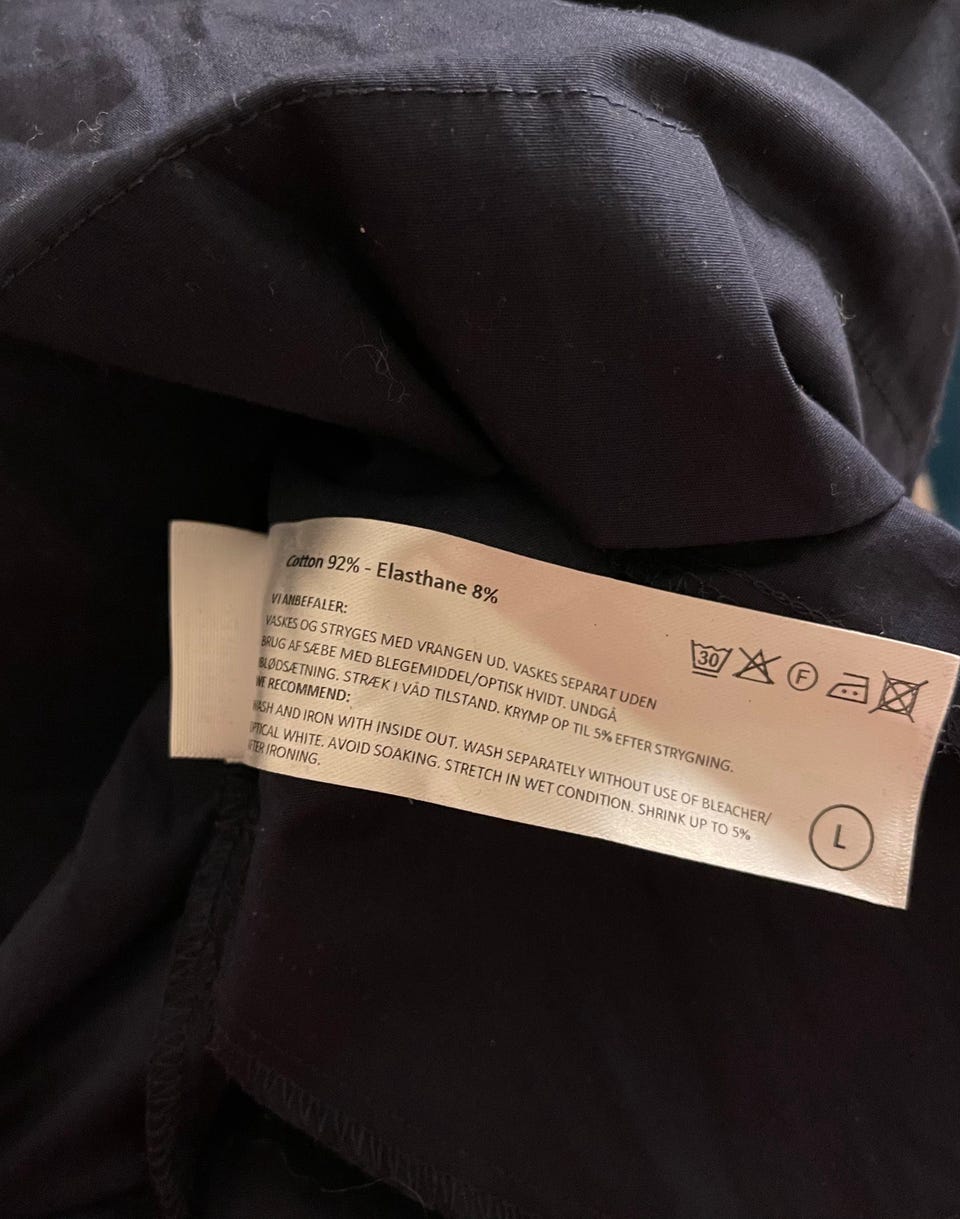 Cotton 92% - Elasthane 8%
VI ANBEFALER:
VASKES OG STRYGES MED VRANGEN UD. VASKES SEPARAT UDEN
BRUG AF SÆBE MED BLEGEMIDDEL/OPTISK HVIDT. UNDGÅ
BLØDSÆTNING. STRÆK I VÅD TILSTAND. KRYMP OP TIL 5% EFTER STRYGNING.
WE RECOMMEND:
WASH AND IRON WITH INSIDE OUT. WASH SEPARATELY WITHOUT USE OF BLEACHER/
OPTICAL WHITE. AVOID SOAKING. STRETCH IN WET CONDITION. SHRINK UP TO 5%
AFTER IRONING.
30
F
L